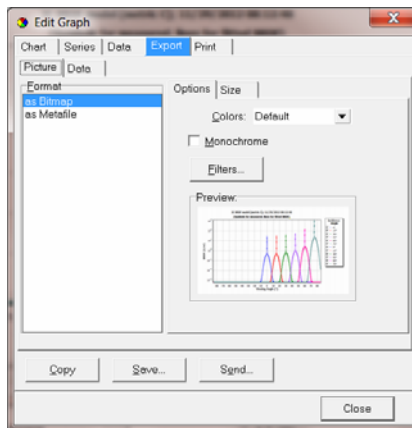 Edit Graph
Chart Series Data Export Print
Picture Data
Format
as Bitmap
as Metafile
Options Size
Colors: Default
Monochrome
Filters...
Preview:
Copy Save... Send...
Close